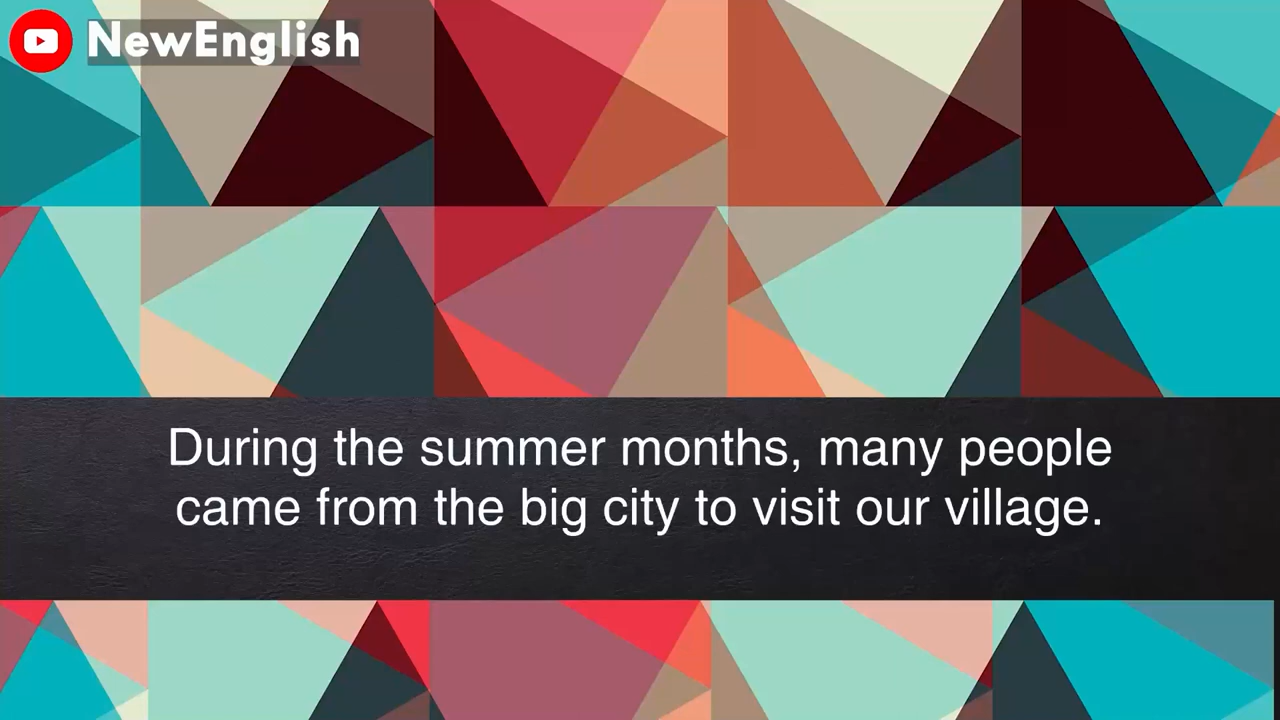 NewEnglish
During the summer months, many people
came from the big city to visit our village.